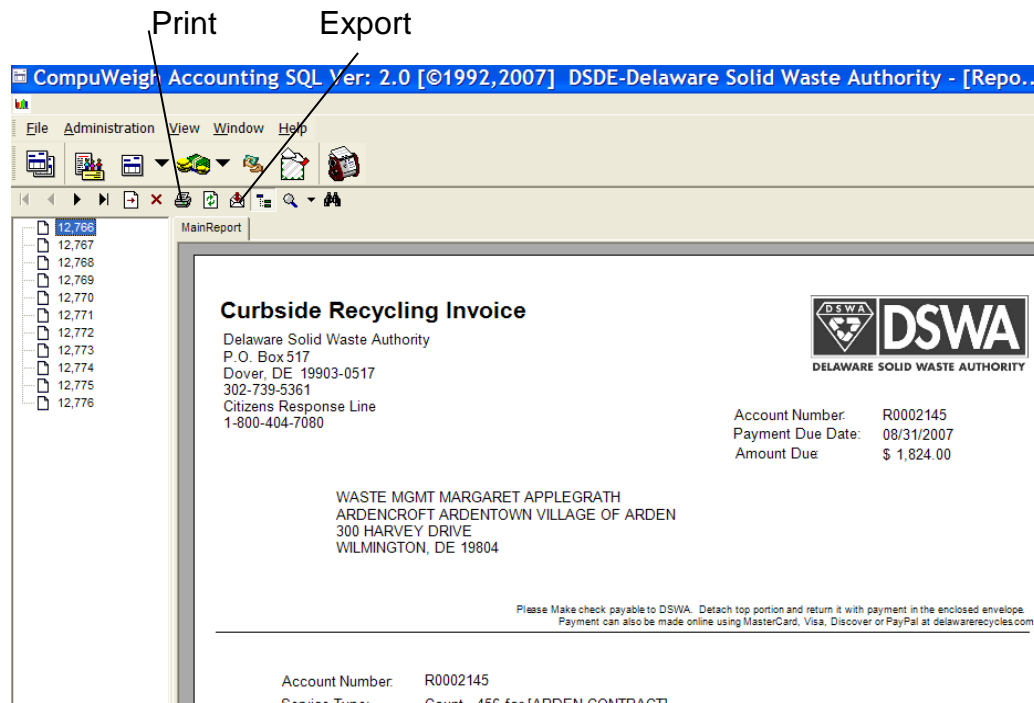 Print Export
CompuWeigh Accounting SQL Ver: 2.0 [©1992,2007] DSDE-Delaware Solid Waste Authority - [Repo..
File Administration View Window Help
12,766
12,767
12,768
12,769
12,770
12,771
12,772
12,773
12,774
12,775
12,776
MainReport
Curbside Recycling Invoice
Delaware Solid Waste Authority
P.O. Box 517
Dover, DE 19903-0517
302-739-5361
Citizens Response Line
1-800-404-7080
DSWA
DSWA
DELAWARE SOLID WASTE AUTHORITY
Account Number: R0002145
Payment Due Date: 08/31/2007
Amount Due: $ 1,824.00
WASTE MGMT MARGARET APPLEGRATH
ARDENCROFT ARDENTOWN VILLAGE OF ARDEN
300 HARVEY DRIVE
WILMINGTON, DE 19804
Please Make check payable to DSWA. Detach top portion and return it with payment in the enclosed envelope.
Payment can also be made online using MasterCard, Visa, Discover or PayPal at delawarerecycles.com
Account Number: R0002145
Service Type: Count - 456 for [ARDEN CONTRACT]